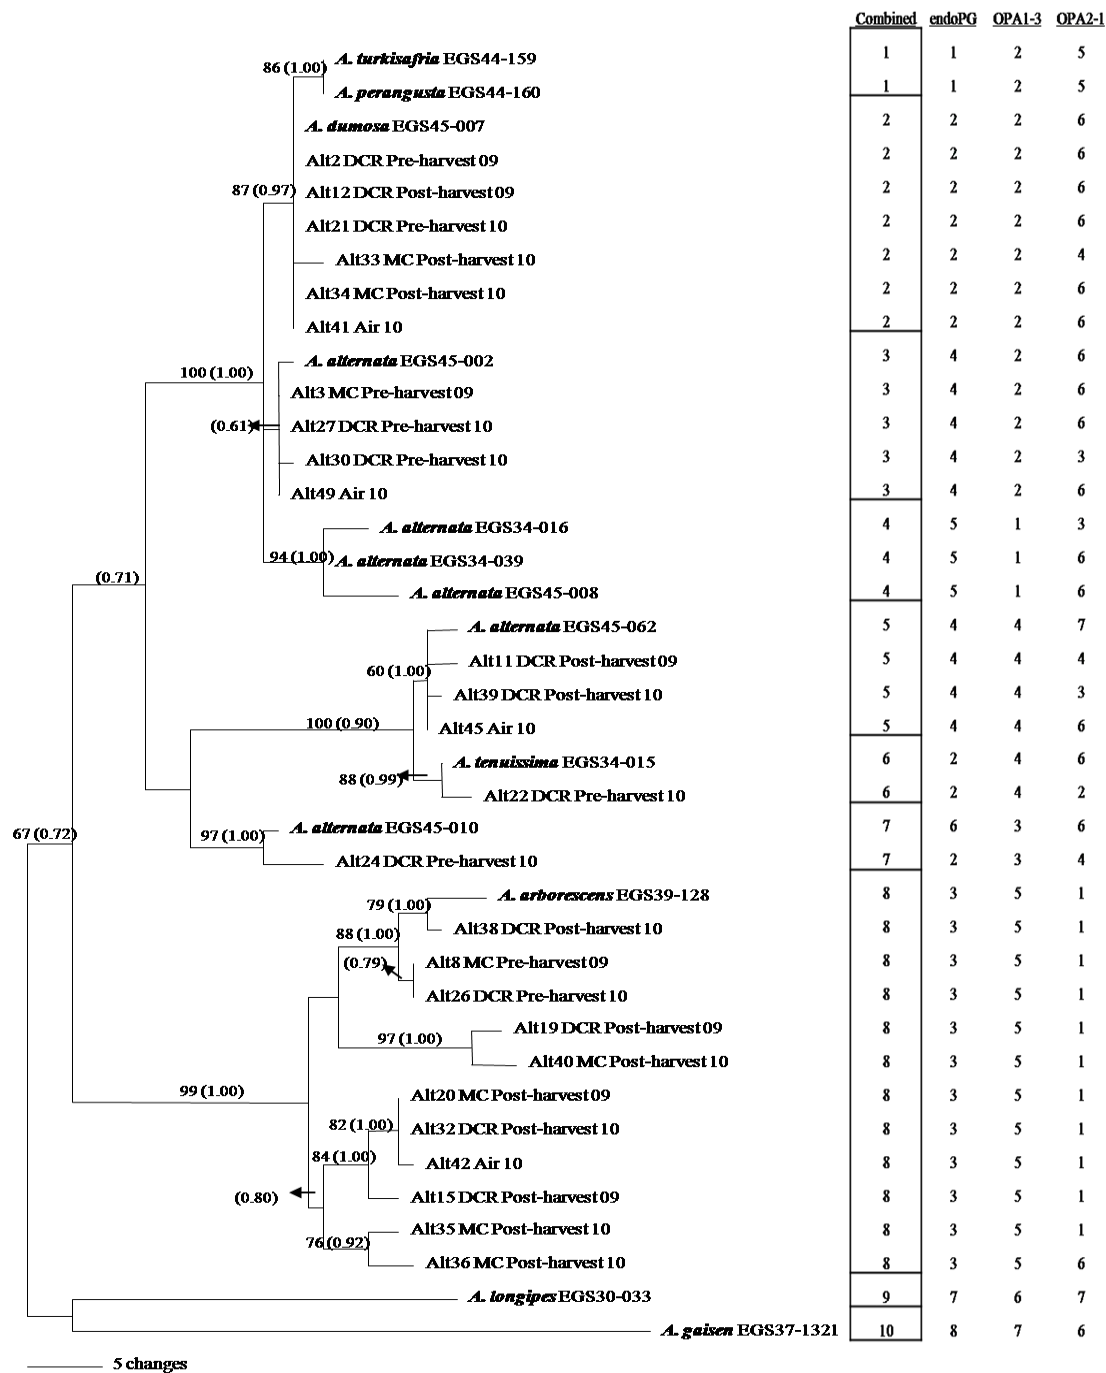 Combined endoPG OPA1-3 OPA2-1
A. turkisafria EGS44-159 1 1 2 5
86 (1.00)
A. perangusta EGS44-160 1 1 2 5
A. dumosa EGS45-007 2 2 2 6
Alt2 DCR Pre-harvest 09 2 2 2 6
87 (0.97) Alt12 DCR Post-harvest 09 2 2 2 6
Alt21 DCR Pre-harvest 10 2 2 2 6
Alt33 MC Post-harvest 10 2 2 2 4
Alt34 MC Post-harvest 10 2 2 2 6
Alt41 Air 10 2 2 2 6
A. alternata EGS45-002 3 4 2 6
100 (1.00)
Alt3 MC Pre-harvest 09 3 4 2 6
(0.61) Alt27 DCR Pre-harvest 10 3 4 2 6
Alt30 DCR Pre-harvest 10 3 4 2 3
Alt49 Air 10 3 4 2 6
A. alternata EGS34-016 4 5 1 3
94 (1.00) A. alternata EGS34-039 4 5 1 6
(0.71)
A. alternata EGS45-008 4 5 1 6
A. alternata EGS45-062 5 4 4 7
Alt11 DCR Post-harvest 09 5 4 4 4
60 (1.00)
Alt39 DCR Post-harvest 10 5 4 4 3
100 (0.90) Alt45 Air 10 5 4 4 6
A. tenuissima EGS34-015 6 2 4 6
88 (0.99)
Alt22 DCR Pre-harvest 10 6 2 4 2
A. alternata EGS45-010 7 6 3 6
67 (0.72) 97 (1.00)
Alt24 DCR Pre-harvest 10 7 2 3 4
A. arborescens EGS39-128 8 3 5 1
79 (1.00)
Alt38 DCR Post-harvest 10 8 3 5 1
88 (1.00)
(0.79) Alt8 MC Pre-harvest 09 8 3 5 1
Alt26 DCR Pre-harvest 10 8 3 5 1
Alt19 DCR Post-harvest 09 8 3 5 1
97 (1.00)
Alt40 MC Post-harvest 10 8 3 5 1
99 (1.00) Alt20 MC Post-harvest 09 8 3 5 1
82 (1.00) Alt32 DCR Post-harvest 10 8 3 5 1
84 (1.00) Alt42 Air 10 8 3 5 1
(0.80) Alt15 DCR Post-harvest 09 8 3 5 1
Alt35 MC Post-harvest 10 8 3 5 1
76 (0.92)
Alt36 MC Post-harvest 10 8 3 5 6
A. longipes EGS30-033 9 7 6 7
A. gaisen EGS37-1321 10 8 7 6
5 changes